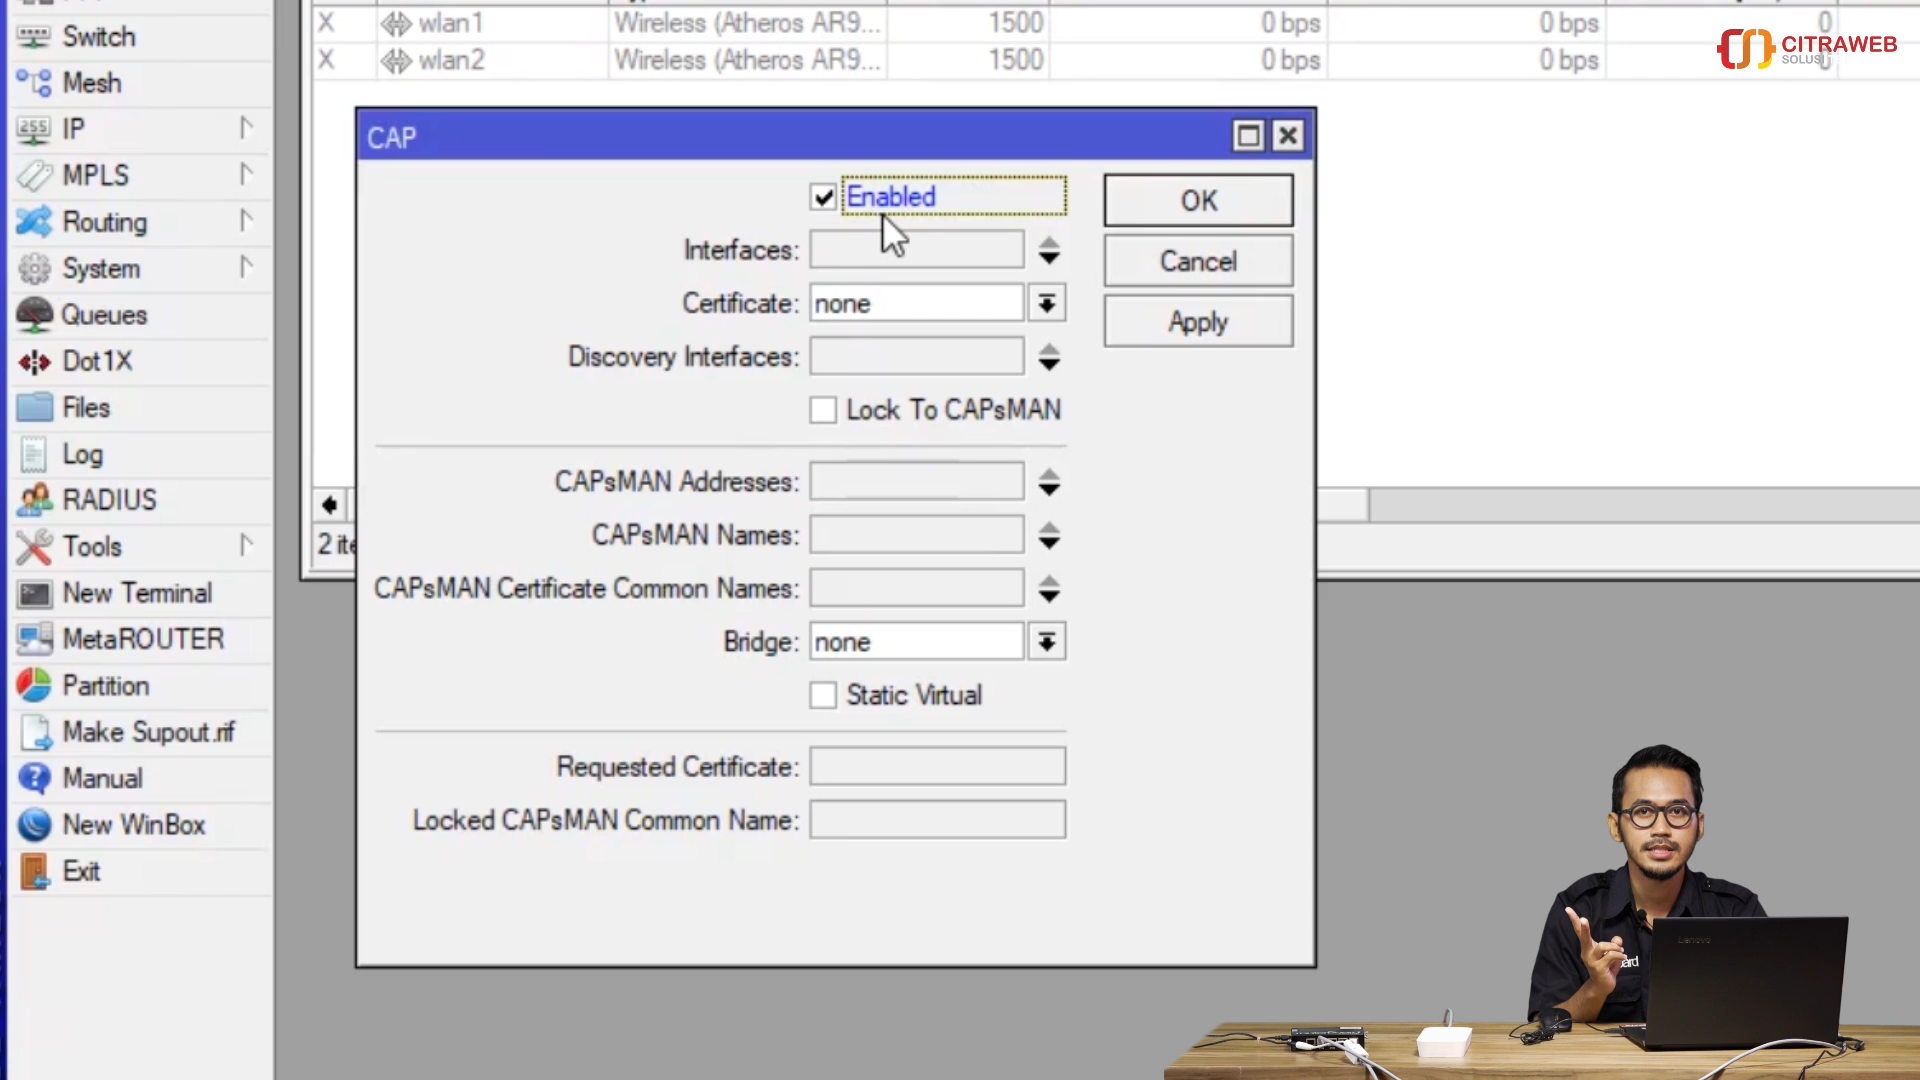 X wlan1 Wireless (Atheros AR9... 1500 0 bps 0 bps 0
X wlan2 Wireless (Atheros AR9... 1500 0 bps 0 bps 0
CITRAWEB
Switch
Mesh
IP
MPLS
Routing
System
Queues
Dot1X
Files
Log
RADIUS
Tools
New Terminal
MetaROUTER
Partition
Make Supout.rif
Manual
New WinBox
Exit
CAP
Enabled
Interfaces:
Certificate: none
Discovery Interfaces:
Lock To CAPsMAN
CAPsMAN Addresses:
CAPsMAN Names:
CAPsMAN Certificate Common Names:
Bridge: none
Static Virtual
Requested Certificate:
Locked CAPsMAN Common Name:
OK
Cancel
Apply
Lenovo